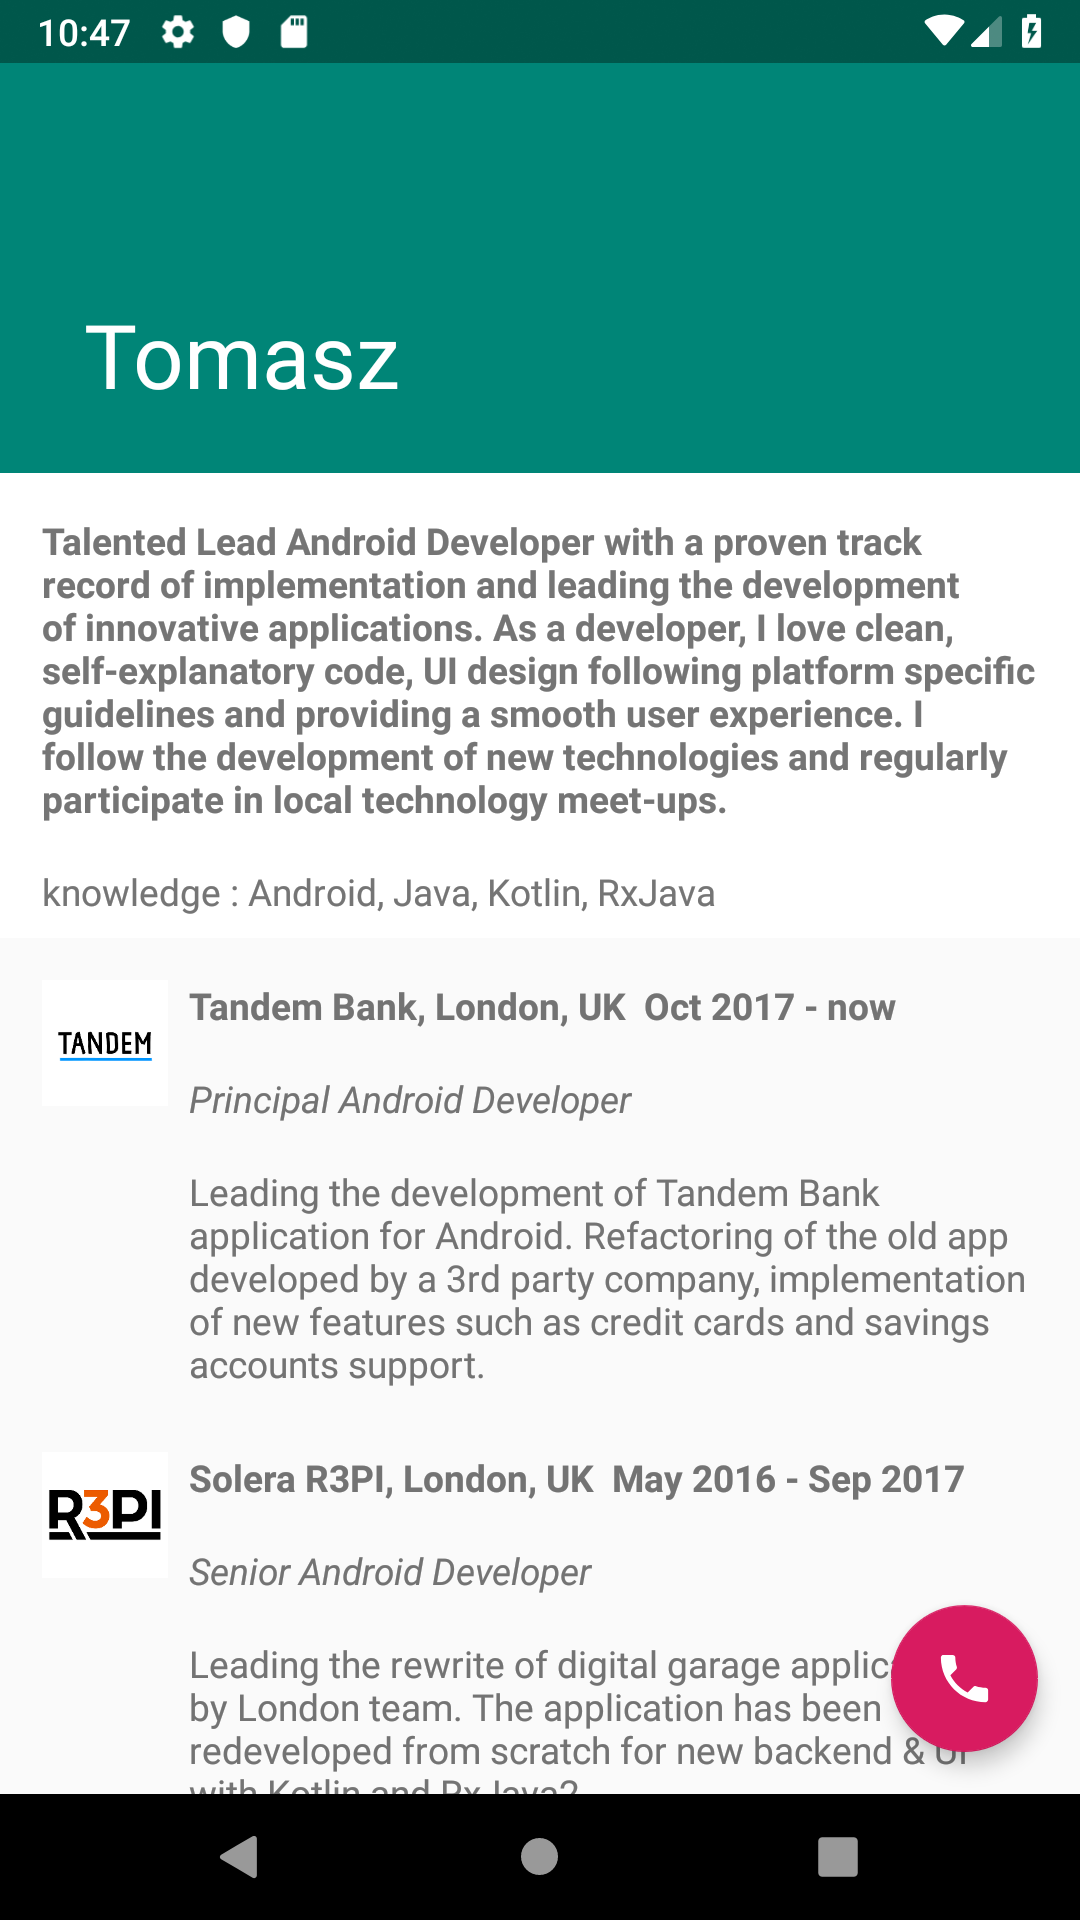 10:47
Tomasz
Talented Lead Android Developer with a proven track
record of implementation and leading the development
of innovative applications. As a developer, I love clean,
self-explanatory code, UI design following platform specific
guidelines and providing a smooth user experience. I
follow the development of new technologies and regularly
participate in local technology meet-ups.
knowledge : Android, Java, Kotlin, RxJava
TANDEM
Tandem Bank, London, UK  Oct 2017 - now
Principal Android Developer
Leading the development of Tandem Bank
application for Android. Refactoring of the old app
developed by a 3rd party company, implementation
of new features such as credit cards and savings
accounts support.
R3PI
Solera R3PI, London, UK  May 2016 - Sep 2017
Senior Android Developer
Leading the rewrite of digital garage
by London team. The application has been
redeveloped from scratch for new backend & UI
with Kotlin and RxJava2